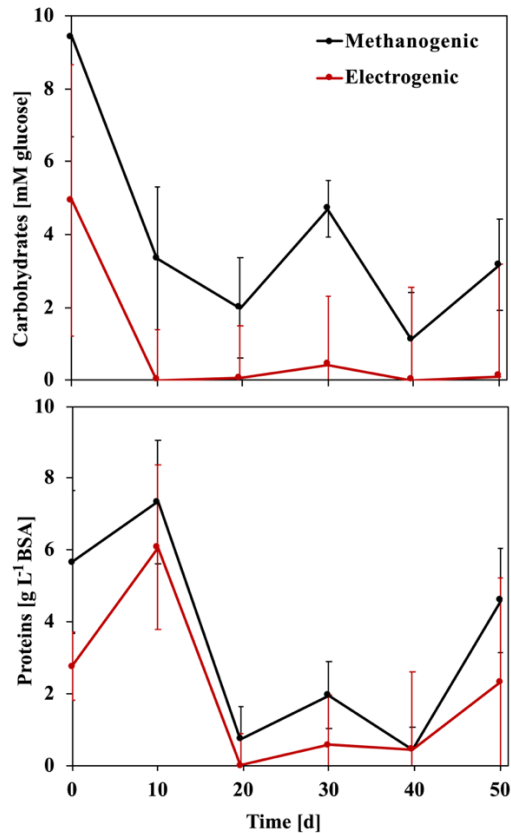 10
8
6
4
2
0
Carbohydrates [mM glucose]
Methanogenic
Electrogenic
10
8
6
4
2
0
Proteins [g L⁻¹ BSA]
0 10 20 30 40 50
Time [d]